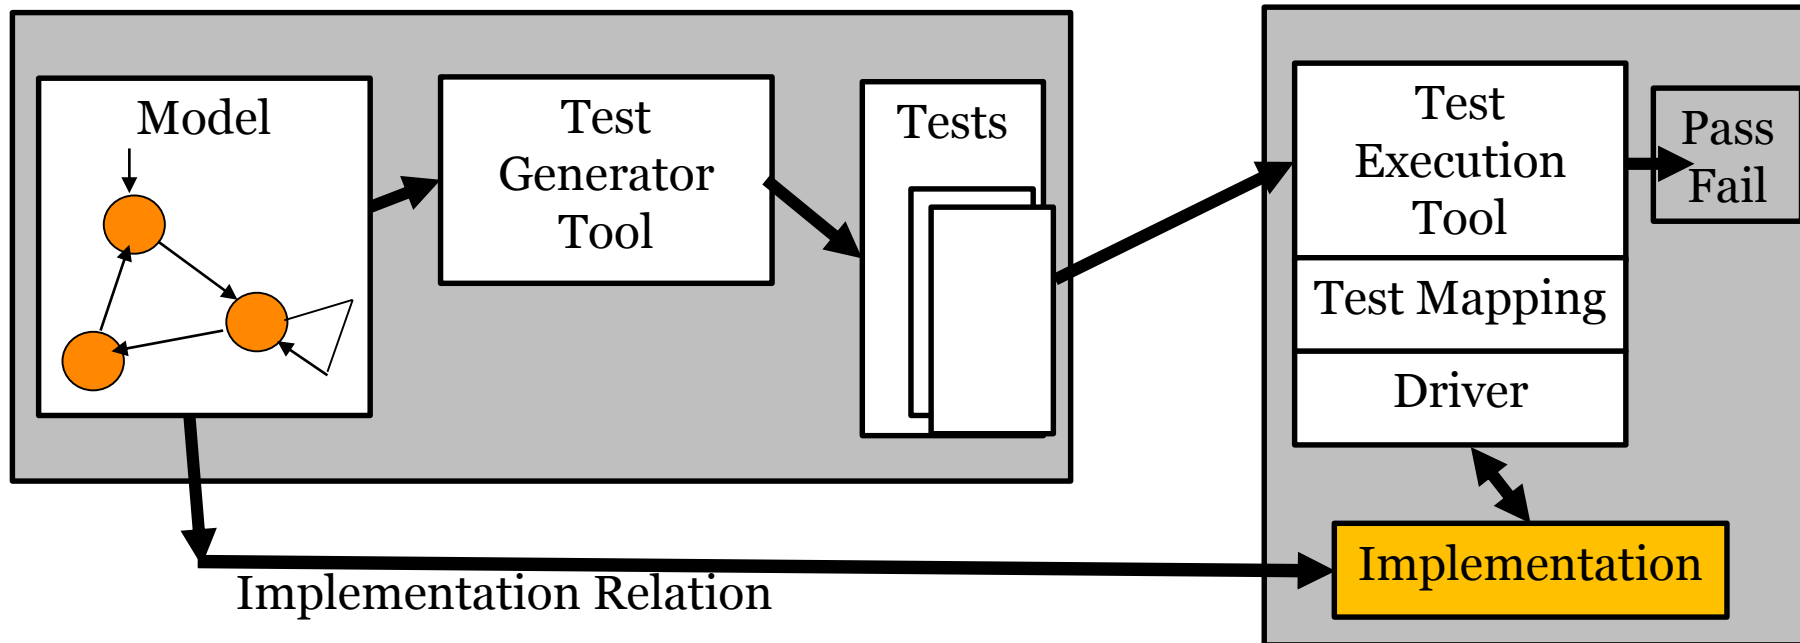 Model
Test
Generator
Tool
Tests
Test
Execution
Tool
Test Mapping
Driver
Pass
Fail
Implementation
Implementation Relation